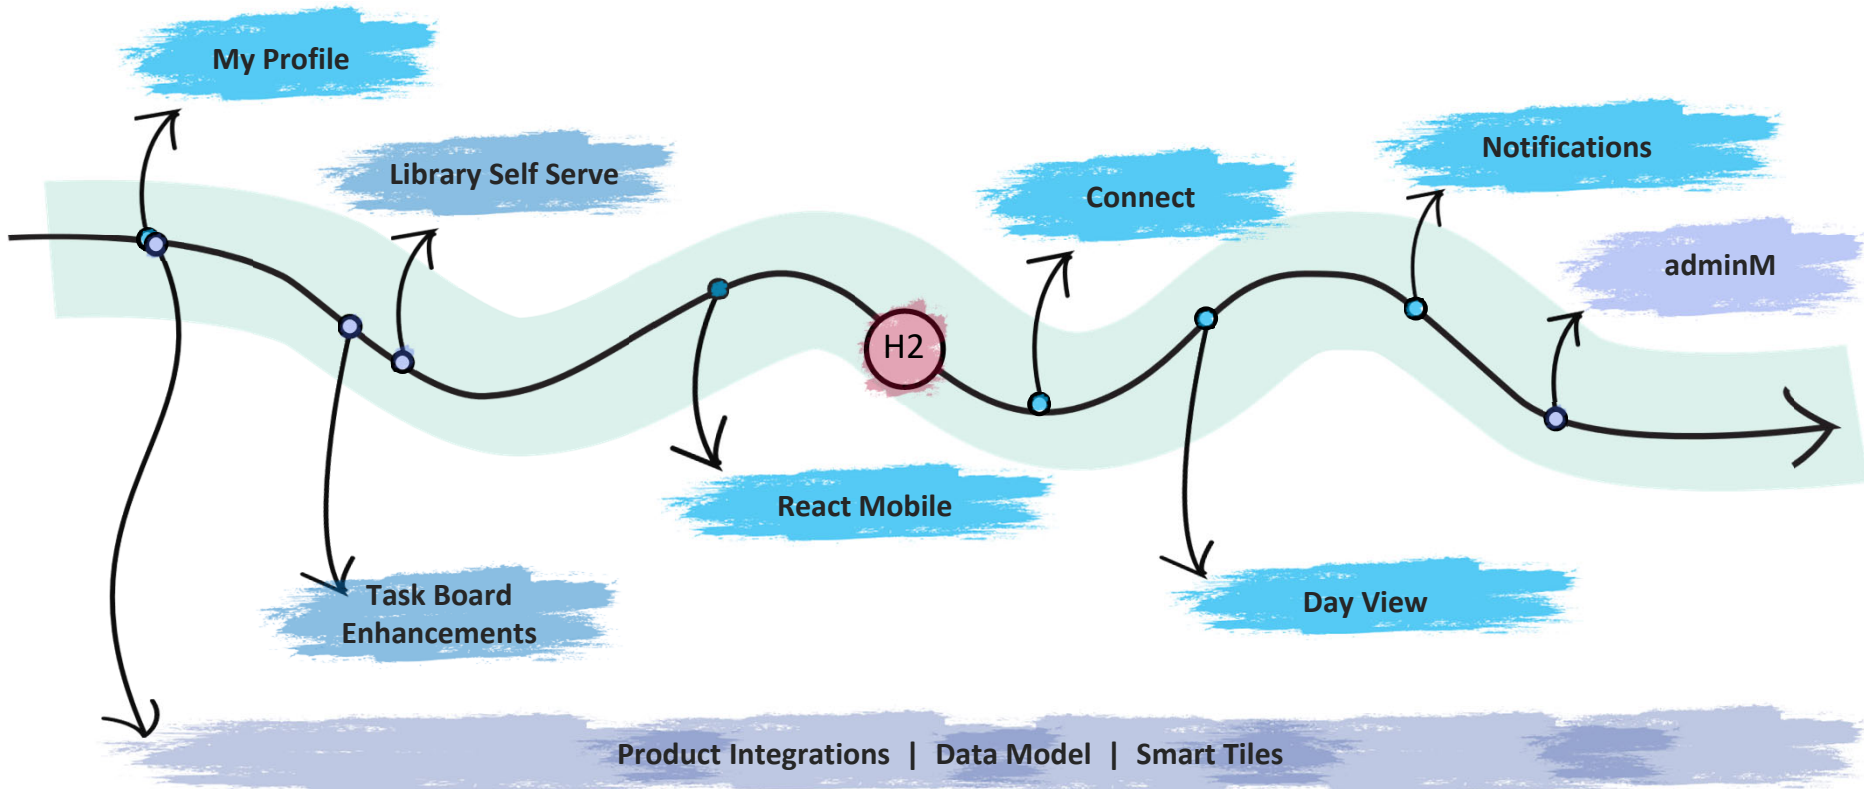 My Profile
Library Self Serve
Connect
Notifications
adminM
H2
React Mobile
Task Board
Enhancements
Day View
Product Integrations | Data Model | Smart Tiles